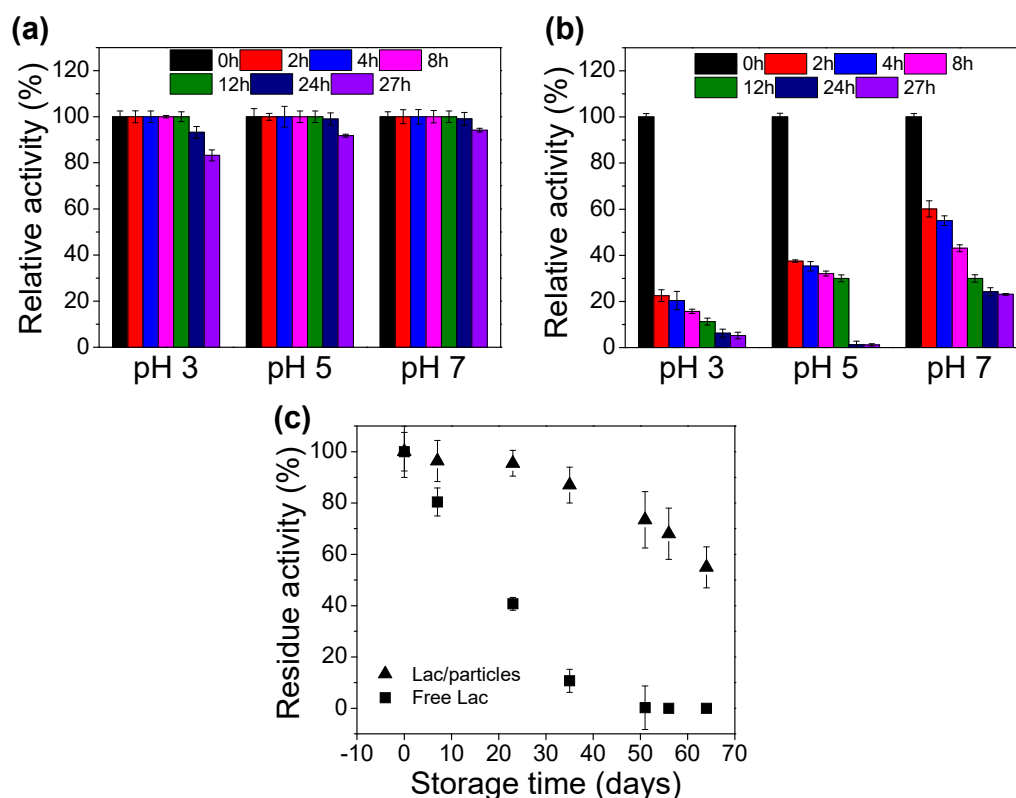 (a)
Relative activity (%)
120
100
80
60
40
20
0
0h 2h 4h 8h
12h 24h 27h
pH 3 pH 5 pH 7
(b)
Relative activity (%)
120
100
80
60
40
20
0
0h 2h 4h 8h
12h 24h 27h
pH 3 pH 5 pH 7
(c)
Residue activity (%)
100
80
60
40
20
0
Lac/particles
Free Lac
-10 0 10 20 30 40 50 60 70
Storage time (days)